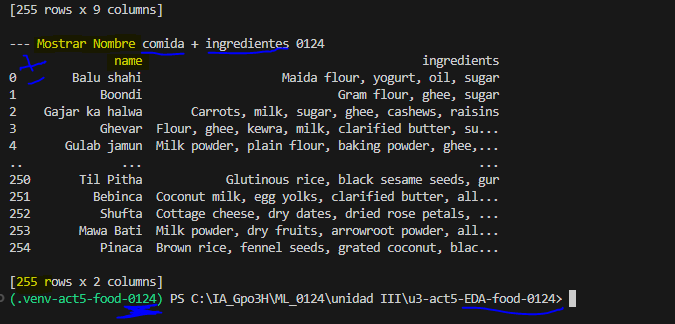 [255 rows x 9 columns]
--- Mostrar Nombre comida + ingredientes 0124
name ingredients
0 Balu shahi Maida flour, yogurt, oil, sugar
1 Boondi Gram flour, ghee, sugar
2 Gajar ka halwa Carrots, milk, sugar, ghee, cashews, raisins
3 Ghevar Flour, ghee, kewra, milk, clarified butter, su...
4 Gulab jamun Milk powder, plain flour, baking powder, ghee,...
.. ... ...
250 Til Pitha Glutinous rice, black sesame seeds, gur
251 Bebinca Coconut milk, egg yolks, clarified butter, all...
252 Shufta Cottage cheese, dry dates, dried rose petals, ...
253 Mawa Bati Milk powder, dry fruits, arrowroot powder, all...
254 Pinaca Brown rice, fennel seeds, grated coconut, blac...
[255 rows x 2 columns]
(.venv-act5-food-0124) PS C:\IA_Gpo3H\ML_0124\unidad III\u3-act5-EDA-food-0124>